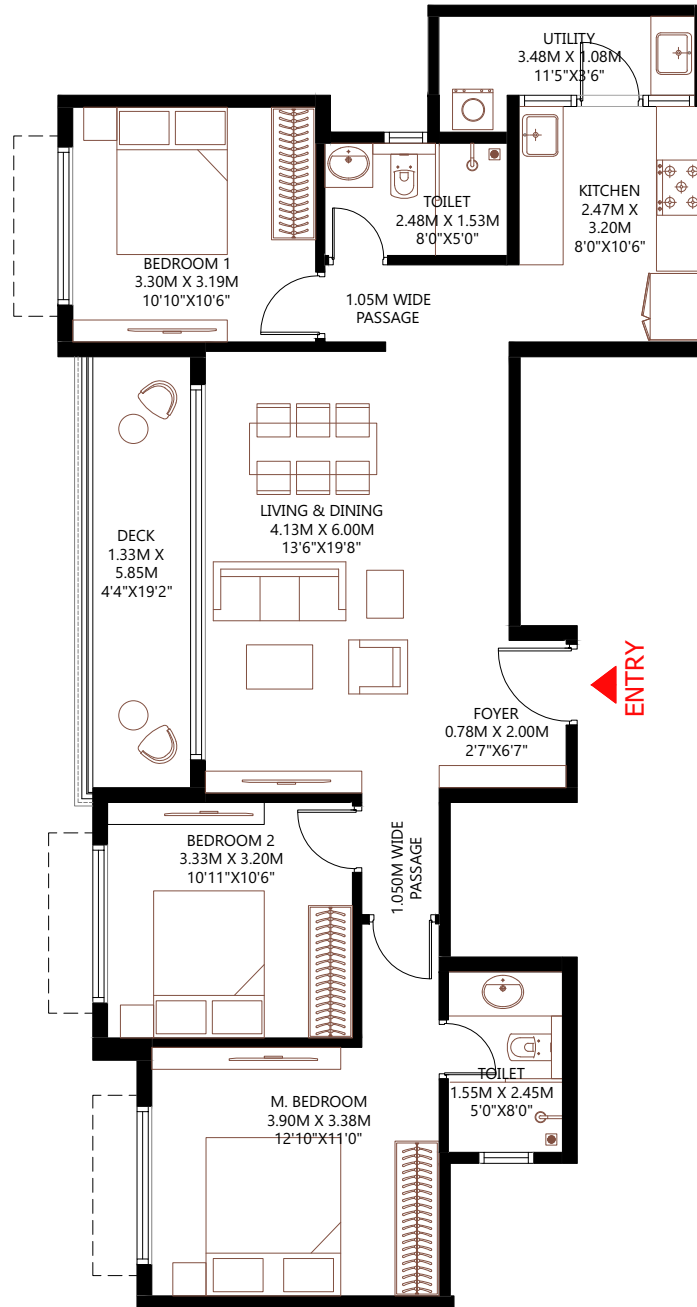 UTILITY
3.48M X 1.08M
11'5"X3'6"
KITCHEN
2.47M X
3.20M
8'0"X10'6"
TOILET
2.48M X 1.53M
8'0"X5'0"
BEDROOM 1
3.30M X 3.19M
10'10"X10'6"
1.05M WIDE
PASSAGE
LIVING & DINING
4.13M X 6.00M
13'6"X19'8"
DECK
1.33M X
5.85M
4'4"X19'2"
ENTRY
FOYER
0.78M X 2.00M
2'7"X6'7"
BEDROOM 2
3.33M X 3.20M
10'11"X10'6"
1.050M WIDE
PASSAGE
TOILET
1.55M X 2.45M
5'0"X8'0"
M. BEDROOM
3.90M X 3.38M
12'10"X11'0"